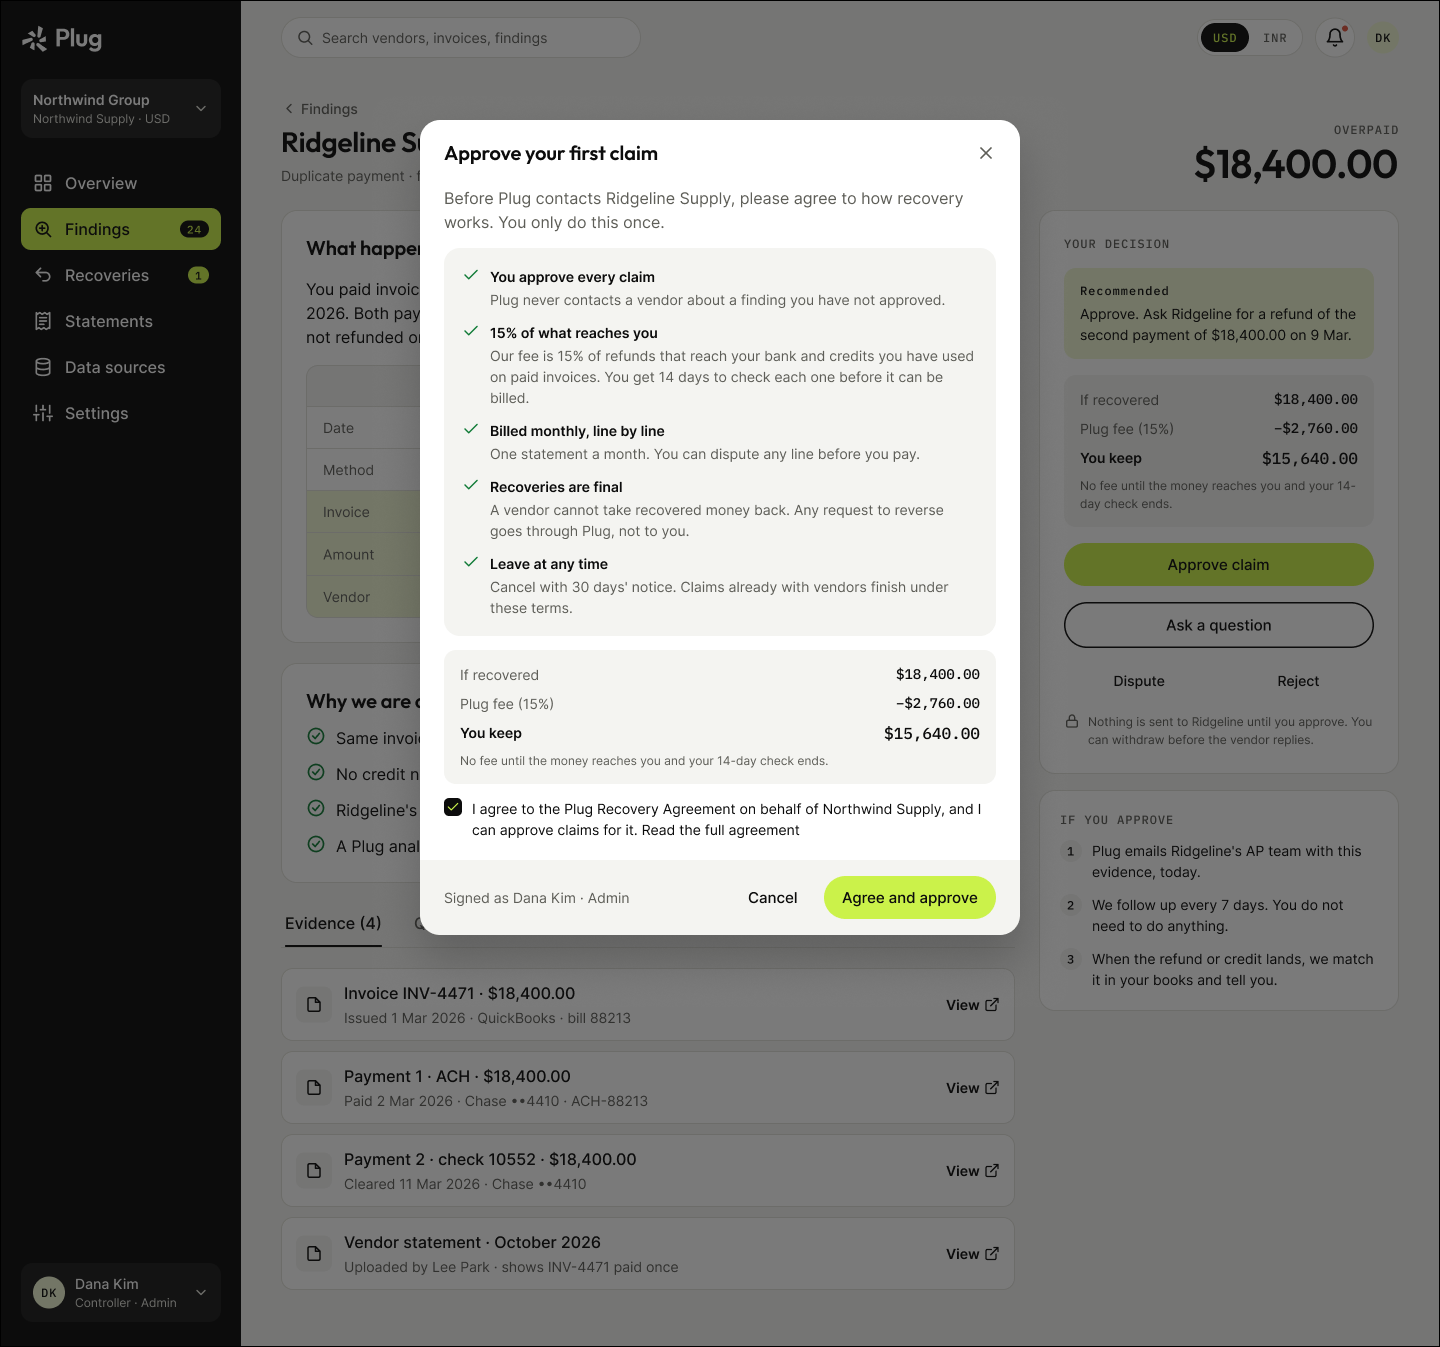 Plug
Northwind Group
Northwind Supply · USD
Overview
Findings 24
Recoveries 1
Statements
Data sources
Settings
Dana Kim
DK
Controller · Admin
Search vendors, invoices, findings
USD INR
DK
Findings
Ridgeline
Duplicate payment ·
OVERPAID
$18,400.00
You paid
2026. Both
not refunded
Date
Method
Invoice
Amount
Vendor
Why we are
Same
No credit
Ridgeline's
A Plug
Evidence (4)
Invoice INV-4471 · $18,400.00
Issued 1 Mar 2026 · QuickBooks · bill 88213
View
Payment 1 · ACH · $18,400.00
Paid 2 Mar 2026 · Chase ••4410 · ACH-88213
View
Payment 2 · check 10552 · $18,400.00
Cleared 11 Mar 2026 · Chase ••4410
View
Vendor statement · October 2026
Uploaded by Lee Park · shows INV-4471 paid once
View
YOUR DECISION
Recommended
Approve. Ask Ridgeline for a refund of the
second payment of $18,400.00 on 9 Mar.
If recovered $18,400.00
Plug fee (15%) −$2,760.00
You keep $15,640.00
No fee until the money reaches you and your 14-
day check ends.
Approve claim
Ask a question
Dispute Reject
Nothing is sent to Ridgeline until you approve. You
can withdraw before the vendor replies.
IF YOU APPROVE
1 Plug emails Ridgeline's AP team with this
evidence, today.
2 We follow up every 7 days. You do not
need to do anything.
3 When the refund or credit lands, we match
it in your books and tell you.
Approve your first claim
Before Plug contacts Ridgeline Supply, please agree to how recovery
works. You only do this once.
You approve every claim
Plug never contacts a vendor about a finding you have not approved.
15% of what reaches you
Our fee is 15% of refunds that reach your bank and credits you have used
on paid invoices. You get 14 days to check each one before it can be
billed.
Billed monthly, line by line
One statement a month. You can dispute any line before you pay.
Recoveries are final
A vendor cannot take recovered money back. Any request to reverse
goes through Plug, not to you.
Leave at any time
Cancel with 30 days' notice. Claims already with vendors finish under
these terms.
If recovered $18,400.00
Plug fee (15%) −$2,760.00
You keep $15,640.00
No fee until the money reaches you and your 14-day check ends.
I agree to the Plug Recovery Agreement on behalf of Northwind Supply, and I
can approve claims for it. Read the full agreement
Signed as Dana Kim · Admin
Cancel
Agree and approve